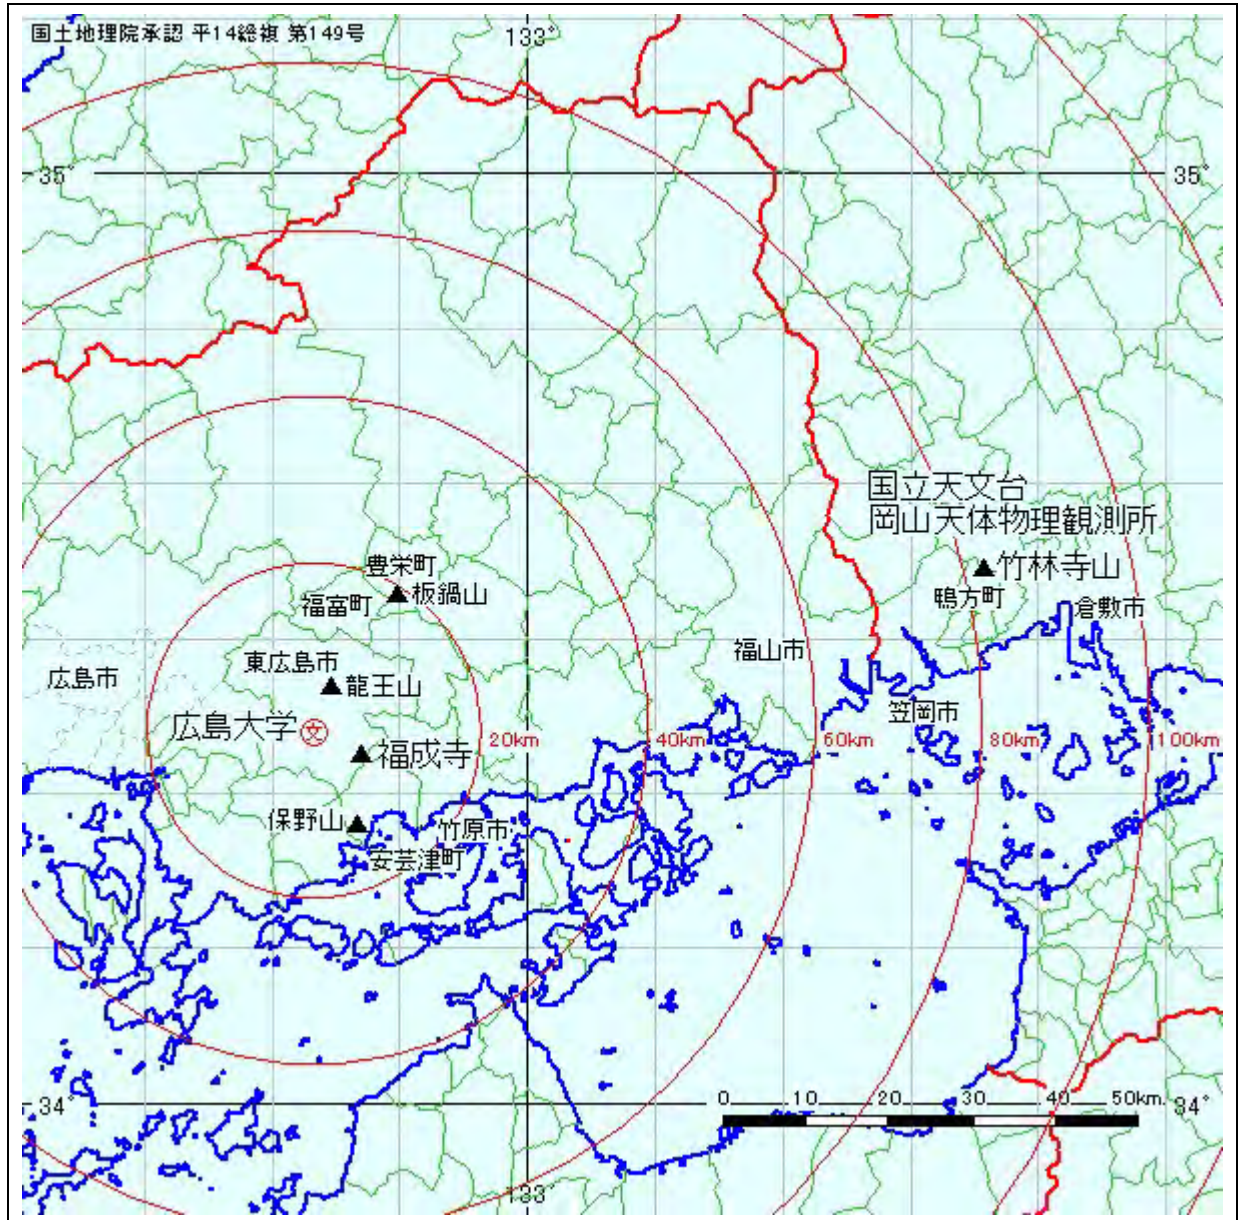 国土地理院承認 平14総複 第149号
133°
35°
35°
国立天文台
岡山天体物理観測所
豊栄町
竹林寺山
板鍋山
福富町
鴨方町
倉敷市
福山市
東広島市
広島市
龍王山
笠岡市
広島大学
文
20km
40km
60km
80km
100km
福成寺
保野山
竹原市
安芸津町
0 10 20 30 40 50km
34°
34°
133°